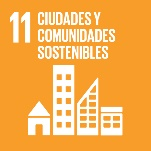 11 CIUDADES Y
COMUNIDADES
SOSTENIBLES